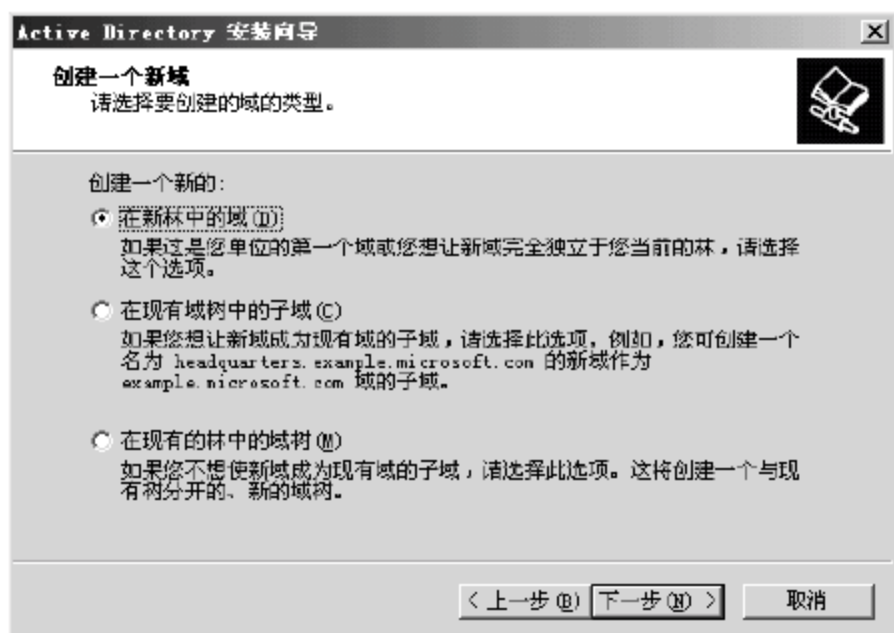 Active Directory 安装向导
创建一个新域
请选择要创建的域的类型。
创建一个新的:
在新林中的域(D)
如果这是您单位的第一个域或您想让新域完全独立于您当前的林，请选择
这个选项。
在现有域树中的子域(C)
如果您想让新域成为现有域的子域，请选择此选项。例如，您可创建一个
名为 headquarters.example.microsoft.com 的新域作为
example.microsoft.com 域的子域。
在现有的林中的域树(M)
如果您不想使新域成为现有域的子域，请选择此选项。这将创建一个与现
有树分开的、新的域树。
< 上一步(B) 下一步(N) > 取消